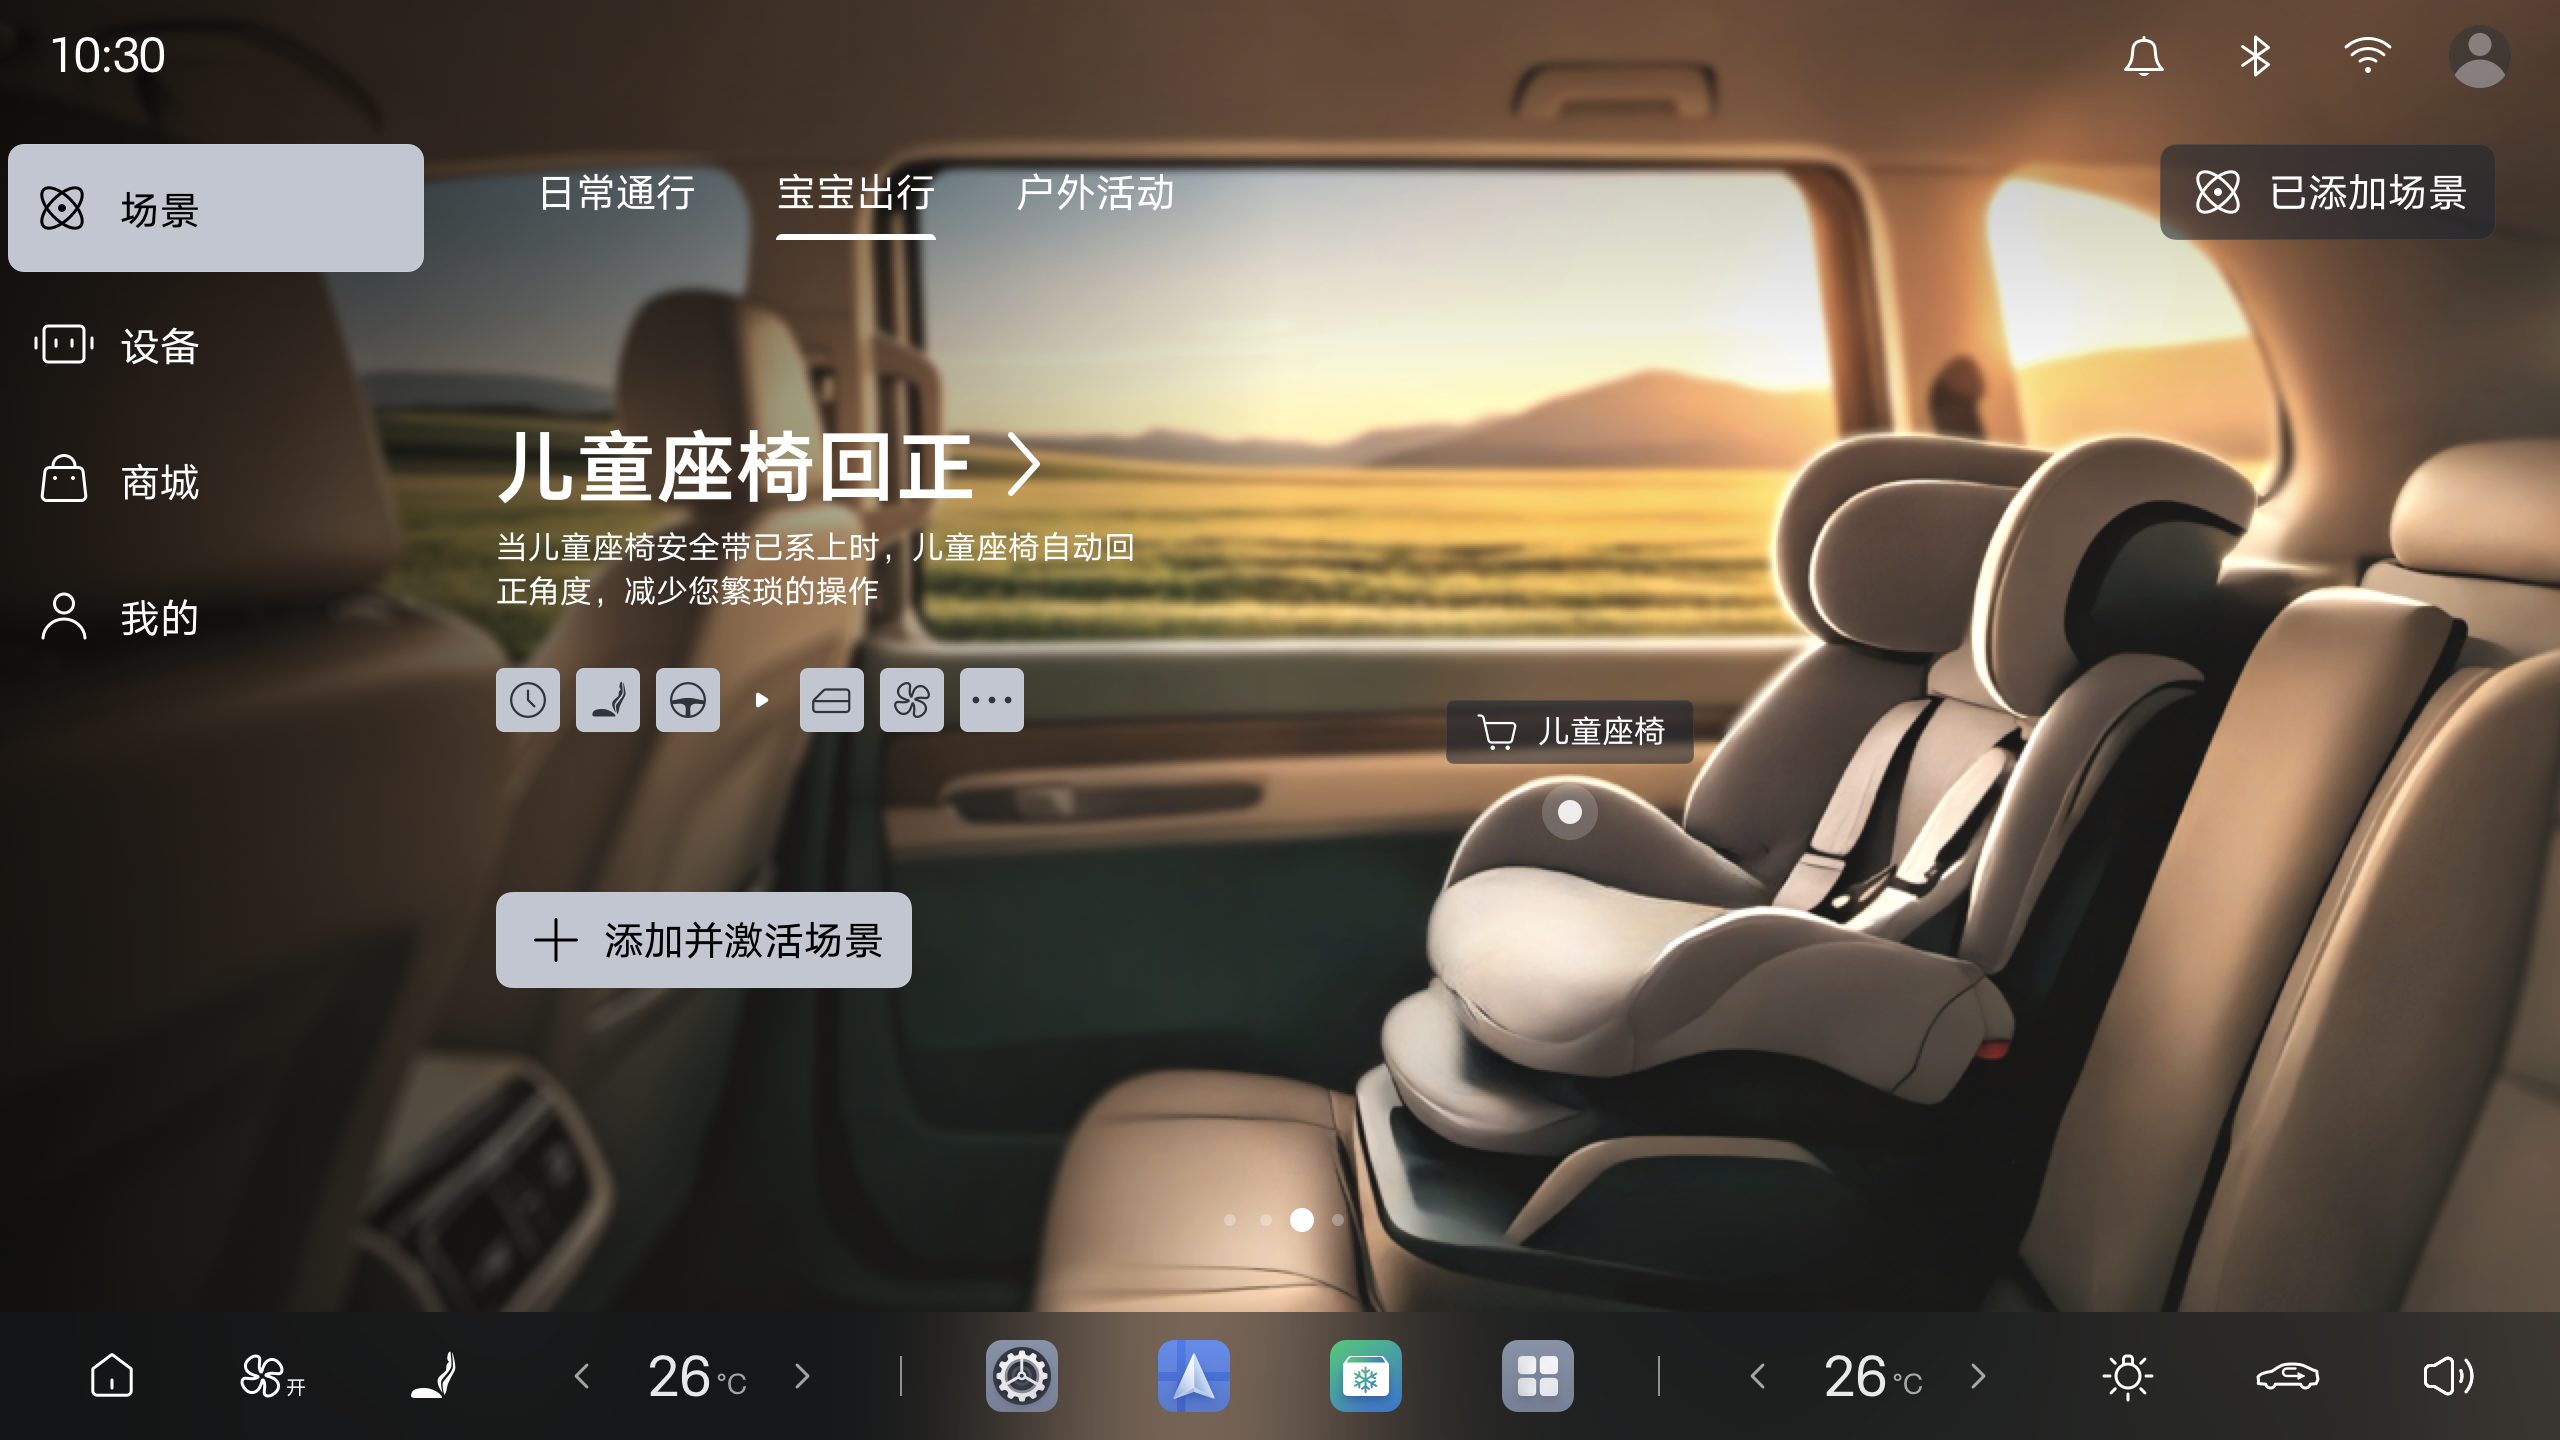 10:30
场景
日常通行
宝宝出行
户外活动
已添加场景
设备
商城
我的
儿童座椅回正
当儿童座椅安全带已系上时，儿童座椅自动回
正角度，减少您繁琐的操作
儿童座椅
添加并激活场景
开
26°C
26°C